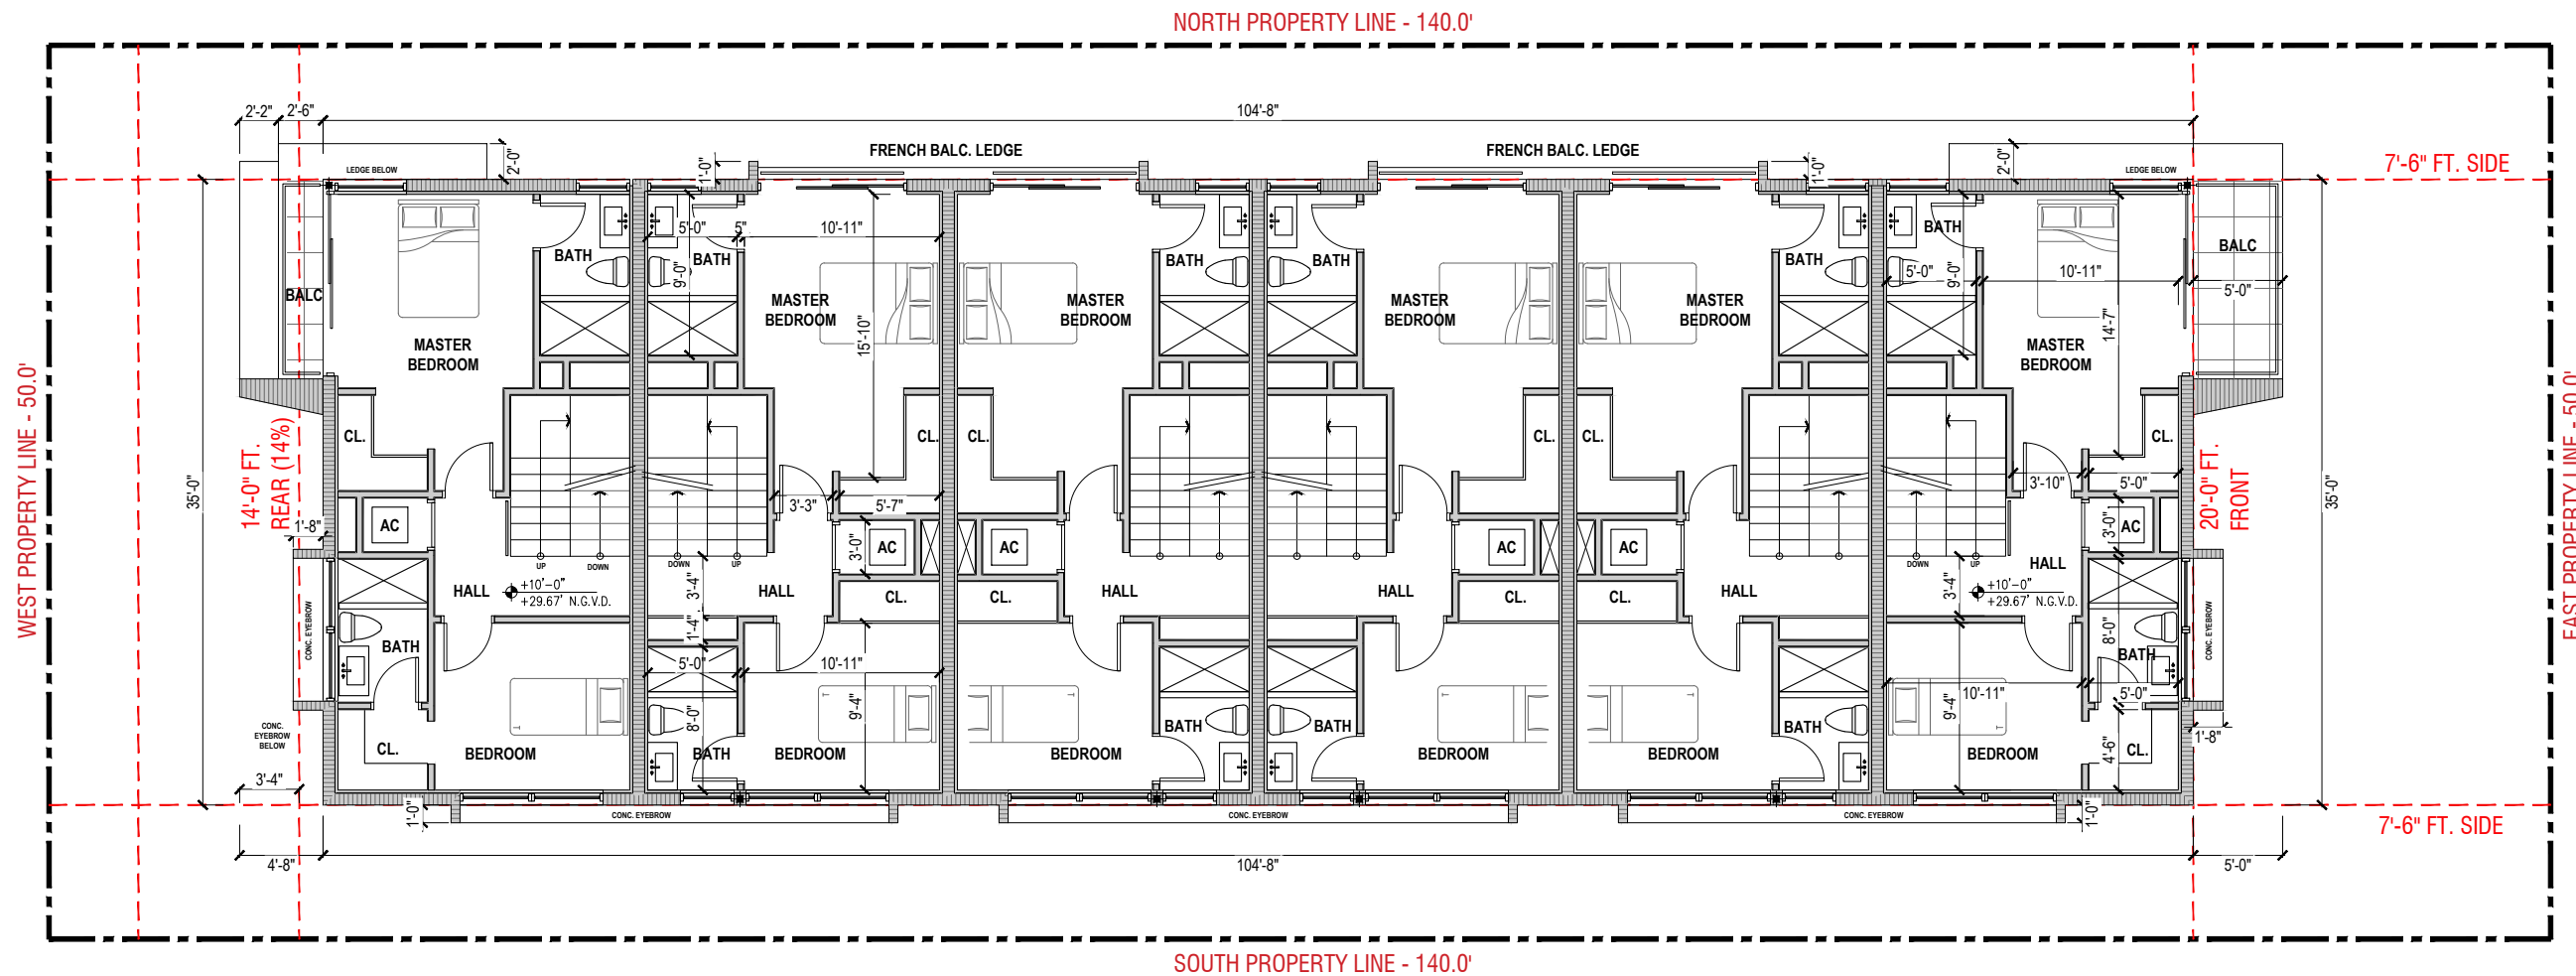 NORTH PROPERTY LINE - 140.0'
2'-2" 2'-6" 104'-8"
FRENCH BALC. LEDGE FRENCH BALC. LEDGE
LEDGE BELOW 2'-0" 1'-0" 1'-0" 2'-0" LEDGE BELOW
7'-6" FT. SIDE
5'-0" 5" 10'-11"
BATH BATH BATH BATH BATH BATH
9'-0" 5'-0" 9'-0" 10'-11"
BALC BALC
5'-0"
MASTER
BEDROOM
MASTER
BEDROOM
MASTER
BEDROOM
MASTER
BEDROOM
MASTER
BEDROOM
MASTER
BEDROOM
15'-10" 14'-7"
WEST PROPERTY LINE - 50.0'
EAST PROPERTY LINE - 50.0'
35'-0" 35'-0"
14'-0" FT.
REAR (14%)
20'-0" FT.
FRONT
CL. CL. CL. CL. CL. CL.
3'-3" 5'-7" 3'-10" 5'-0"
1'-8"
AC AC AC AC AC AC
3'-0" 3'-0"
UP DOWN DOWN UP DOWN UP
HALL HALL HALL HALL HALL HALL
+10'-0"
+29.67' N.G.V.D.
+10'-0"
+29.67' N.G.V.D.
3'-4" 3'-4"
CL. CL. CL. CL.
1'-4"
CONC. EYEBROW CONC. EYEBROW
BATH BATH
8'-0"
5'-0" 10'-11" 10'-11" 5'-0"
9'-4" 8'-0" 9'-4"
CONC.
EYEBROW
BELOW
BATH BATH BATH BATH
CL. CL.
4'-6" 1'-8"
BEDROOM BEDROOM BEDROOM BEDROOM BEDROOM BEDROOM
3'-4"
1'-0" 1'-0"
CONC. EYEBROW CONC. EYEBROW CONC. EYEBROW
7'-6" FT. SIDE
4'-8" 104'-8" 5'-0"
SOUTH PROPERTY LINE - 140.0'